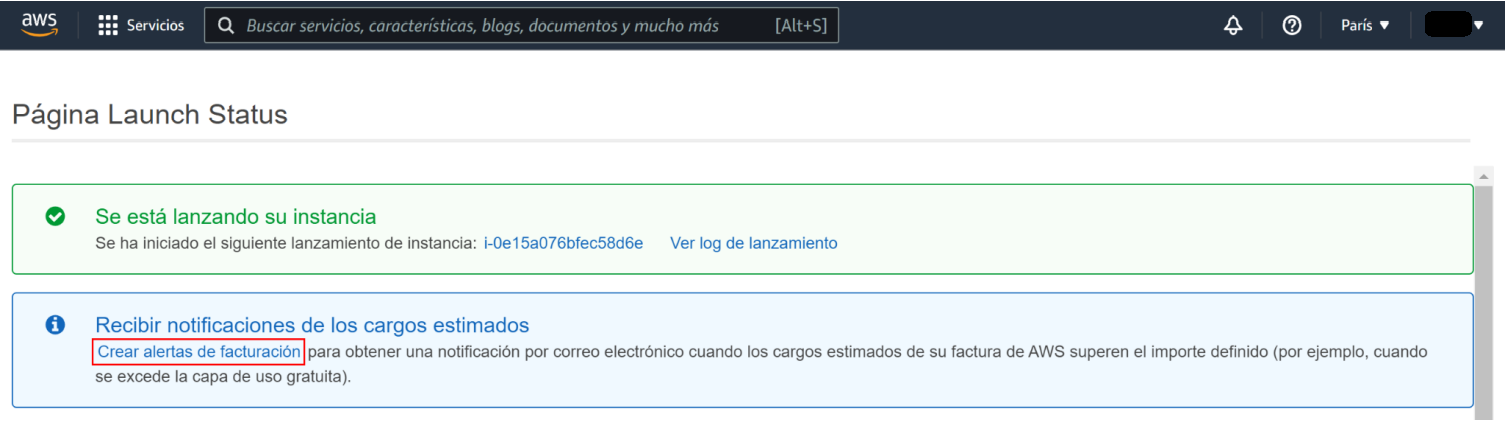 aws Servicios Buscar servicios, características, blogs, documentos y mucho más [Alt+S] París
Página Launch Status
Se está lanzando su instancia
Se ha iniciado el siguiente lanzamiento de instancia: i-0e15a076bfec58d6e Ver log de lanzamiento
Recibir notificaciones de los cargos estimados
Crear alertas de facturación para obtener una notificación por correo electrónico cuando los cargos estimados de su factura de AWS superen el importe definido (por ejemplo, cuando
se excede la capa de uso gratuita).